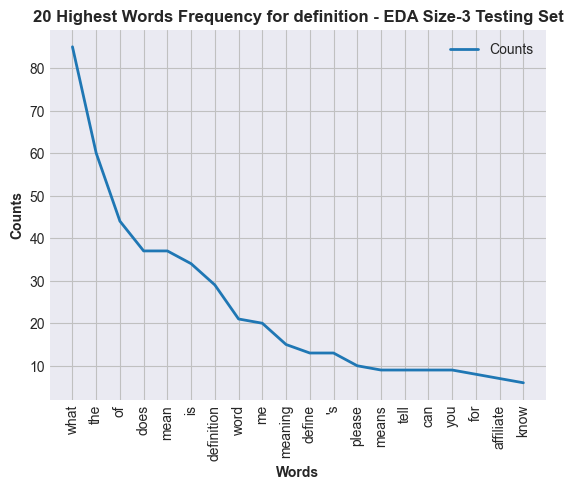 20 Highest Words Frequency for definition - EDA Size-3 Testing Set
Counts
80
70
60
50
40
30
20
10
Counts
what
the
of
does
mean
is
definition
word
me
meaning
define
's
please
means
tell
can
you
for
affiliate
know
Words